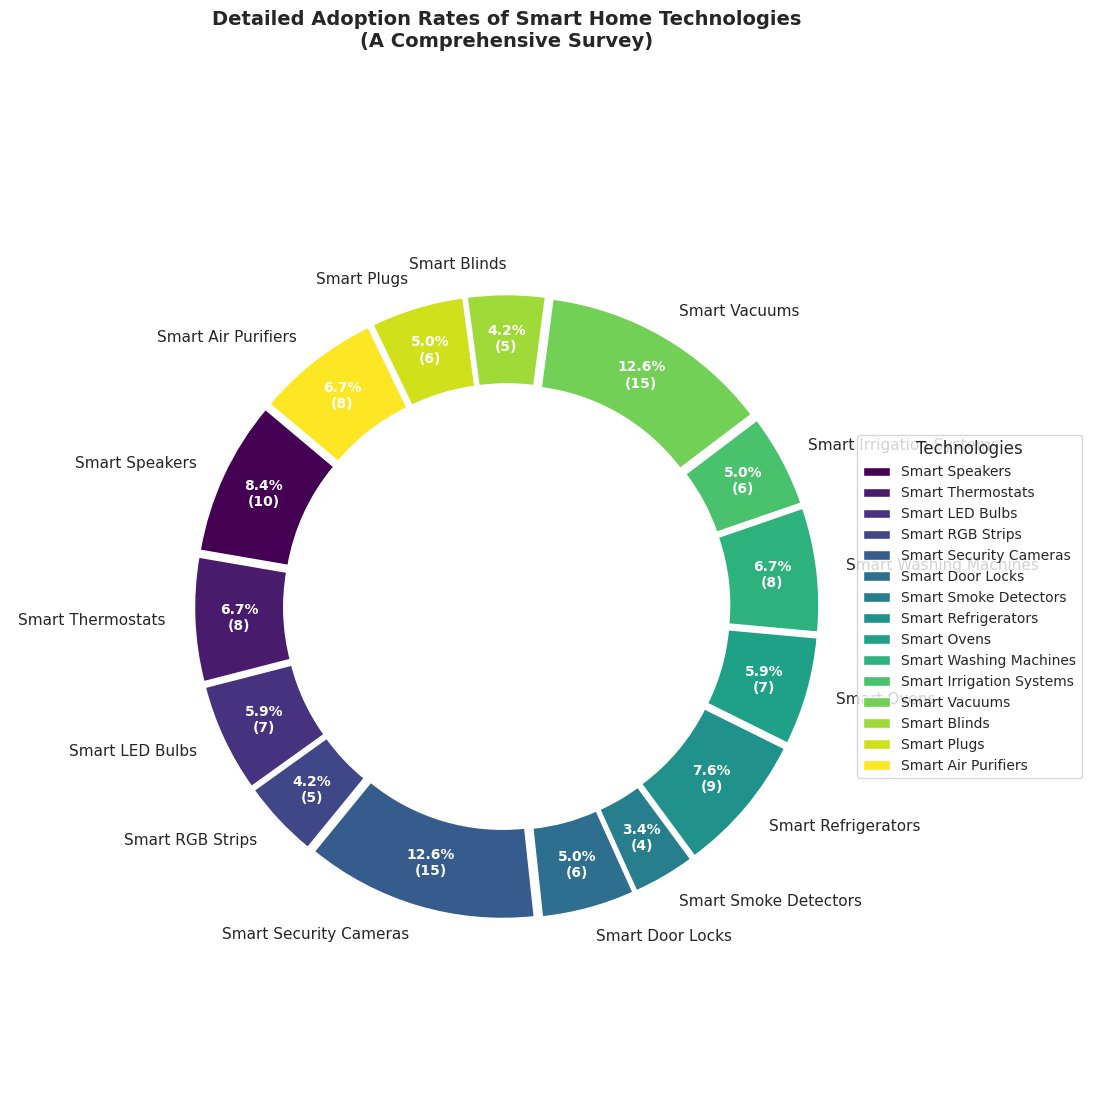 Detailed Adoption Rates of Smart Home Technologies
(A Comprehensive Survey)
Smart Blinds
Smart Plugs
Smart Vacuums
Smart Air Purifiers
4.2%
(5)
5.0%
(6)
12.6%
(15)
6.7%
(8)
Smart Irrigation Systems
Smart Speakers
8.4%
(10)
5.0%
(6)
Smart Washing Machines
6.7%
(8)
Smart Thermostats
6.7%
(8)
5.9%
(7)
Smart Ovens
Smart LED Bulbs
5.9%
(7)
7.6%
(9)
Smart Refrigerators
Smart RGB Strips
4.2%
(5)
12.6%
(15)
5.0%
(6)
3.4%
(4)
Smart Smoke Detectors
Smart Security Cameras
Smart Door Locks
Technologies
Smart Speakers
Smart Thermostats
Smart LED Bulbs
Smart RGB Strips
Smart Security Cameras
Smart Door Locks
Smart Smoke Detectors
Smart Refrigerators
Smart Ovens
Smart Washing Machines
Smart Irrigation Systems
Smart Vacuums
Smart Blinds
Smart Plugs
Smart Air Purifiers